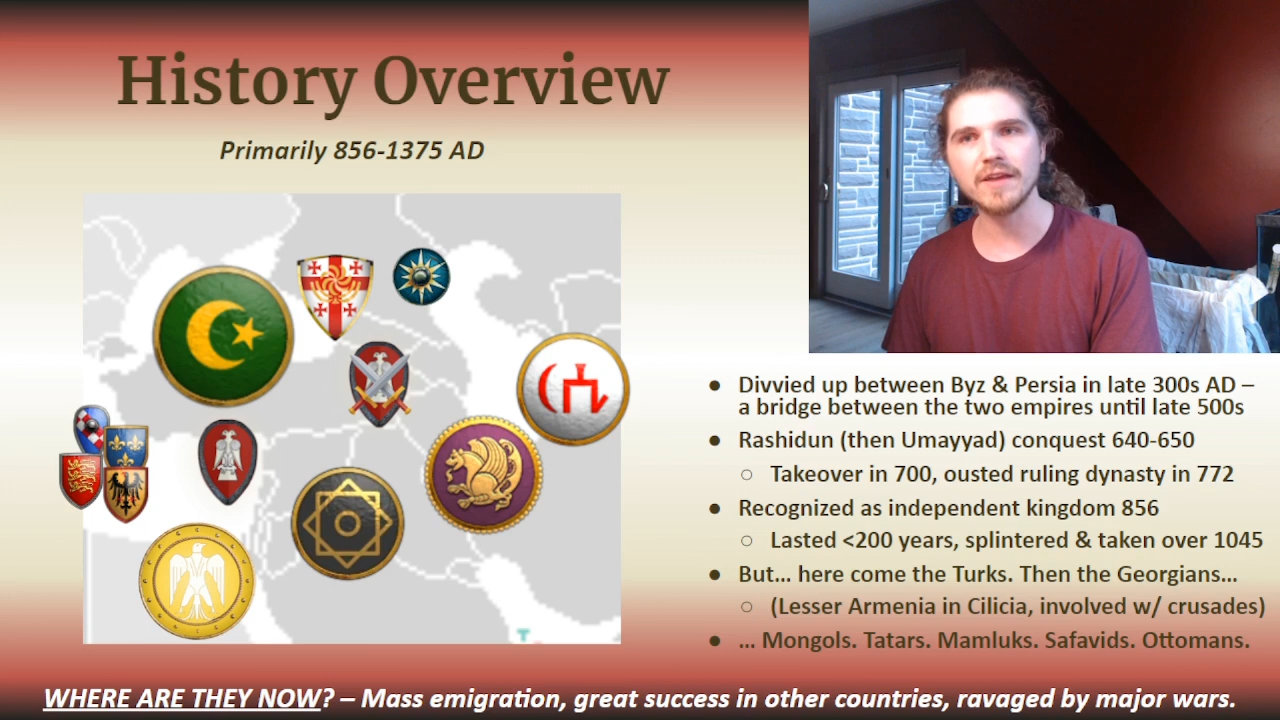 History Overview
Primarily 856-1375 AD
● Divvied up between Byz & Persia in late 300s AD –
a bridge between the two empires until late 500s
● Rashidun (then Umayyad) conquest 640-650
○ Takeover in 700, ousted ruling dynasty in 772
● Recognized as independent kingdom 856
○ Lasted <200 years, splintered & taken over 1045
● But... here come the Turks. Then the Georgians...
○ (Lesser Armenia in Cilicia, involved w/ crusades)
● ... Mongols. Tatars. Mamluks. Safavids. Ottomans.
WHERE ARE THEY NOW? – Mass emigration, great success in other countries, ravaged by major wars.